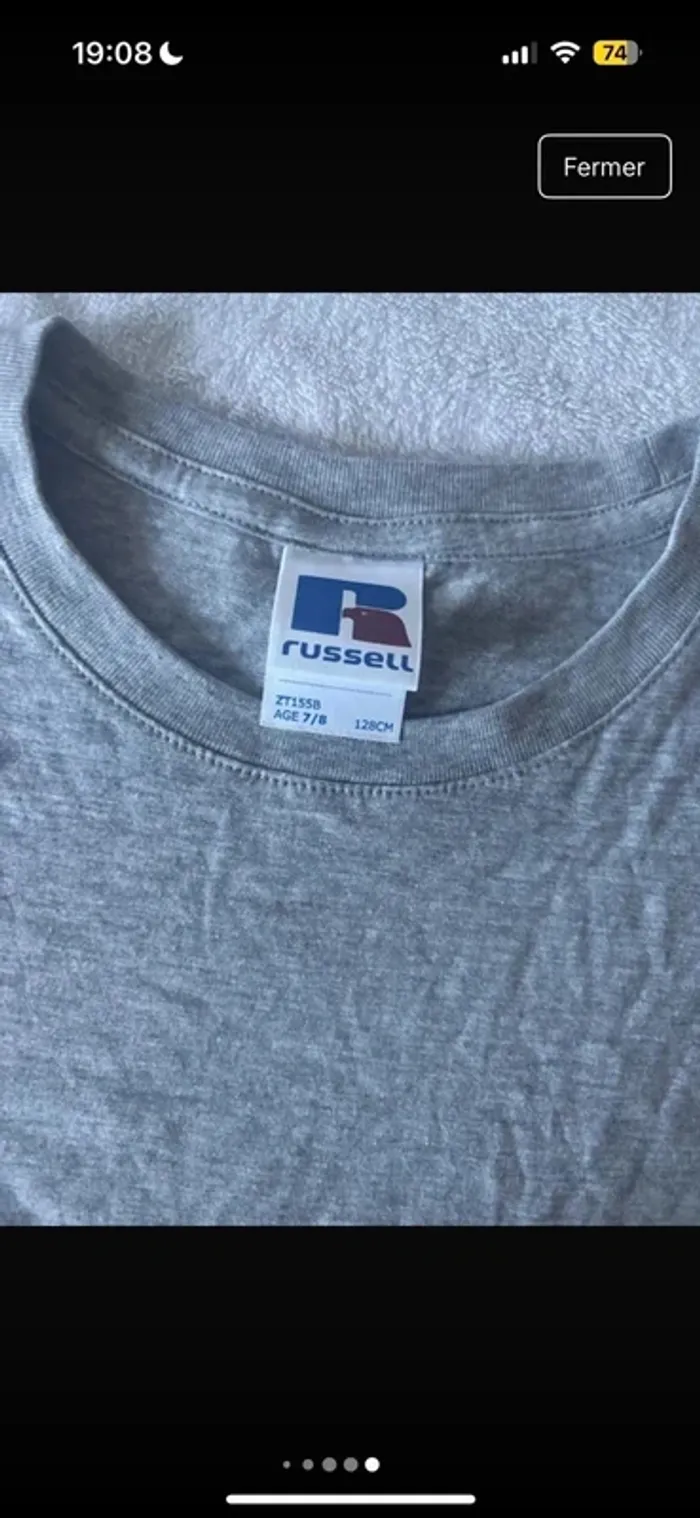 19:08
74
Fermer
russell
ZT155B
AGE 7/8 128CM